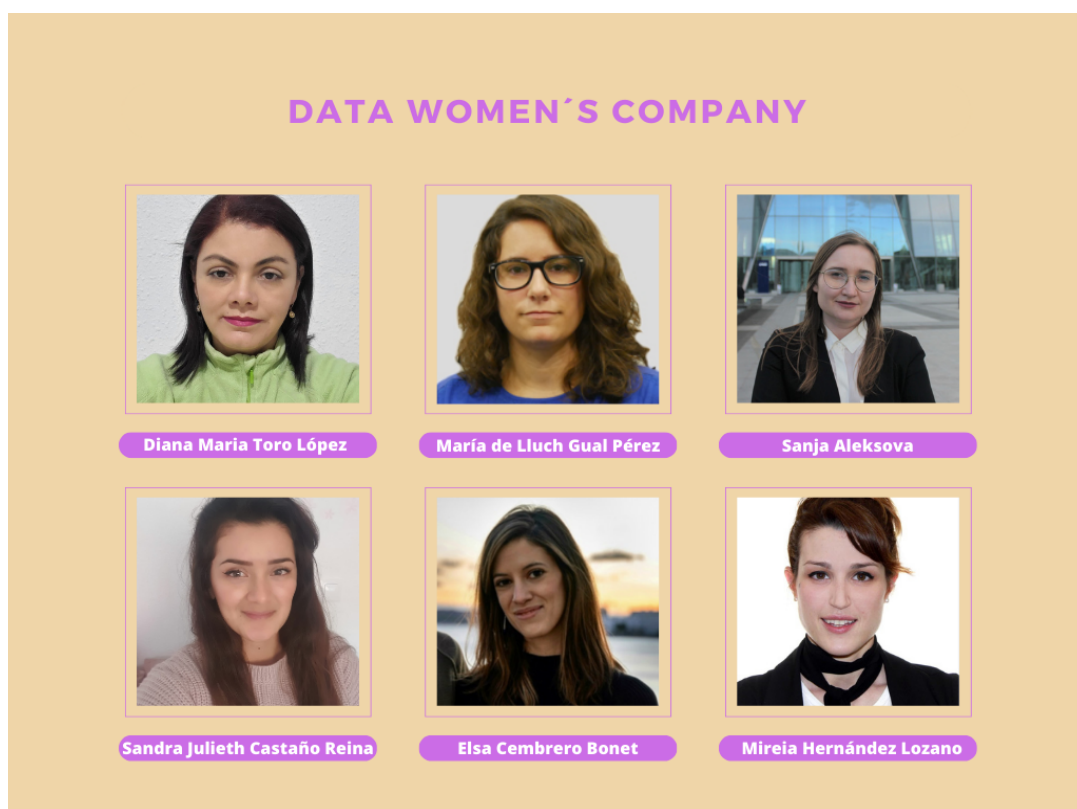 DATA WOMEN´S COMPANY
Diana Maria Toro López
María de Lluch Gual Pérez
Sanja Aleksova
Sandra Julieth Castaño Reina
Elsa Cembrero Bonet
Mireia Hernández Lozano